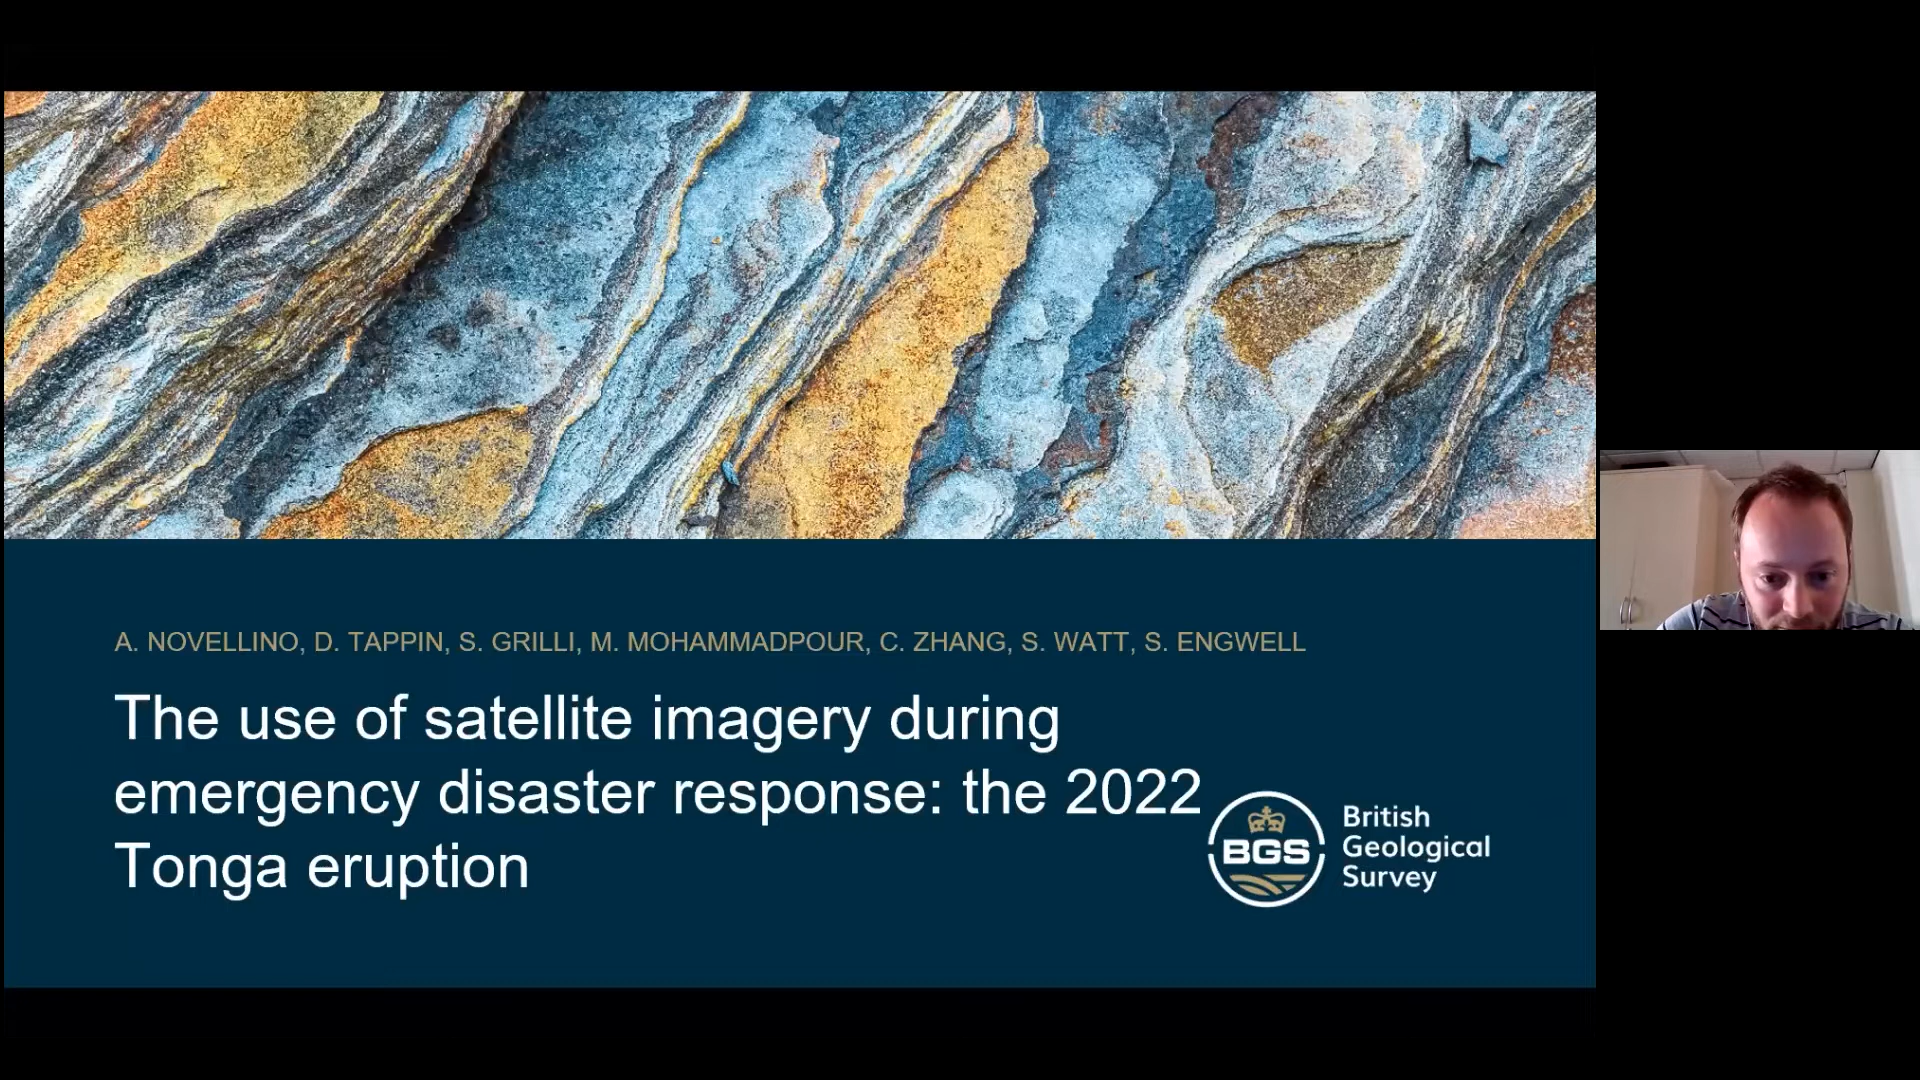 A. NOVELLINO, D. TAPPIN, S. GRILLI, M. MOHAMMADPOUR, C. ZHANG, S. WATT, S. ENGWELL
The use of satellite imagery during
emergency disaster response: the 2022
Tonga eruption
BGS
British
Geological
Survey